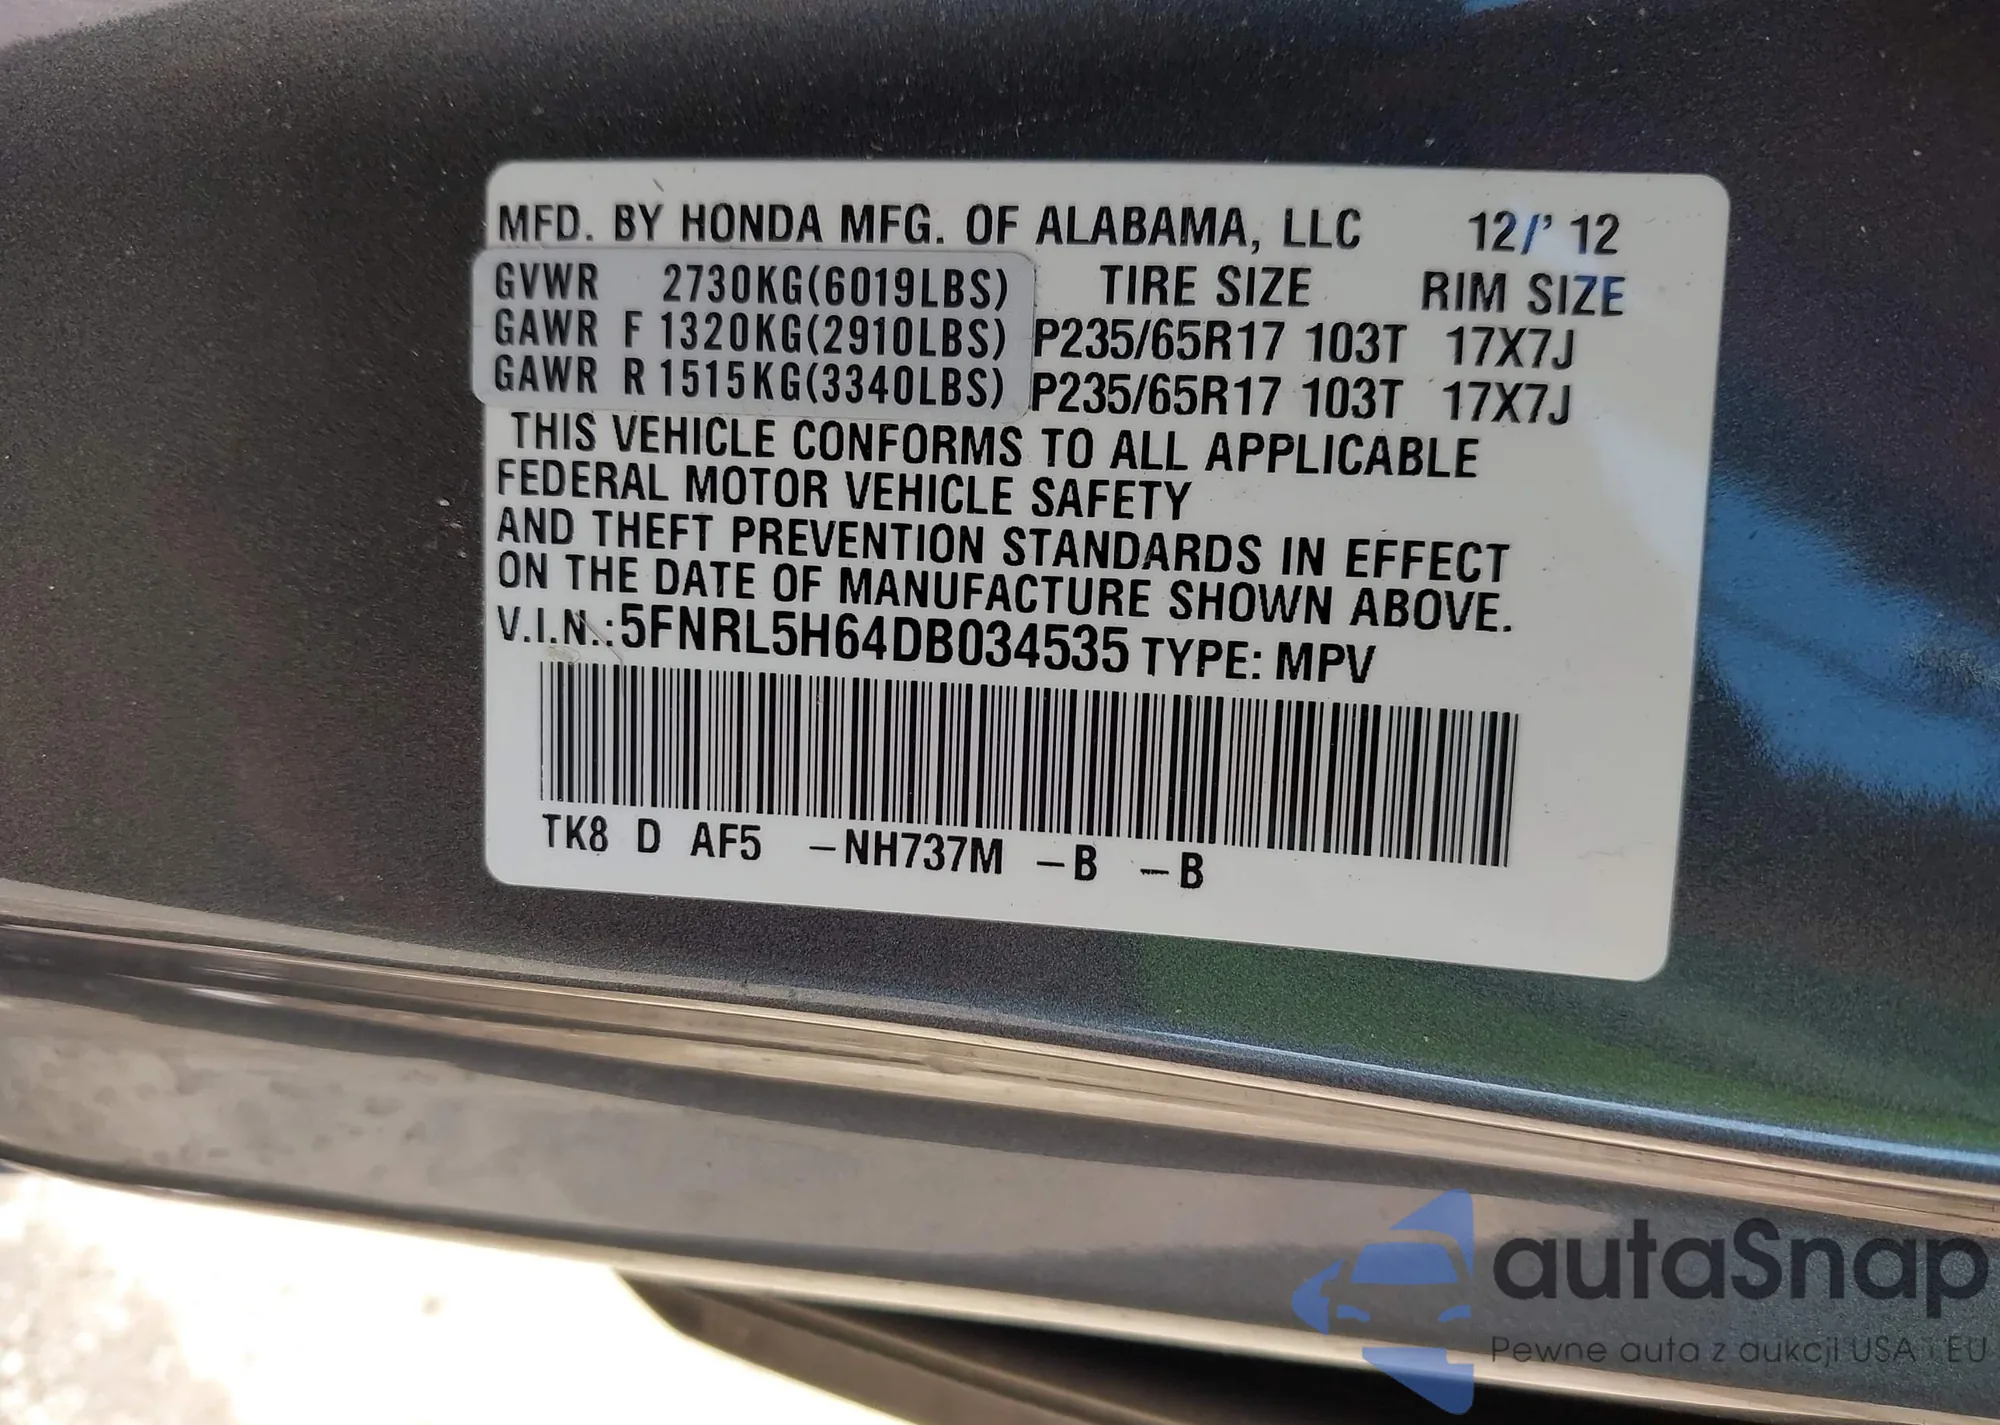 MFD. BY HONDA MFG. OF ALABAMA, LLC 12/' 12
GVWR 2730KG(6019LBS) TIRE SIZE RIM SIZE
GAWR F 1320KG(2910LBS) P235/65R17 103T 17X7J
GAWR R 1515KG(3340LBS) P235/65R17 103T 17X7J
THIS VEHICLE CONFORMS TO ALL APPLICABLE
FEDERAL MOTOR VEHICLE SAFETY
AND THEFT PREVENTION STANDARDS IN EFFECT
ON THE DATE OF MANUFACTURE SHOWN ABOVE.
V.I.N.:5FNRL5H64DB034535 TYPE: MPV
TK8 D AF5 –NH737M –B –B
autaSnap
Pewne auta z aukcji USA i EU